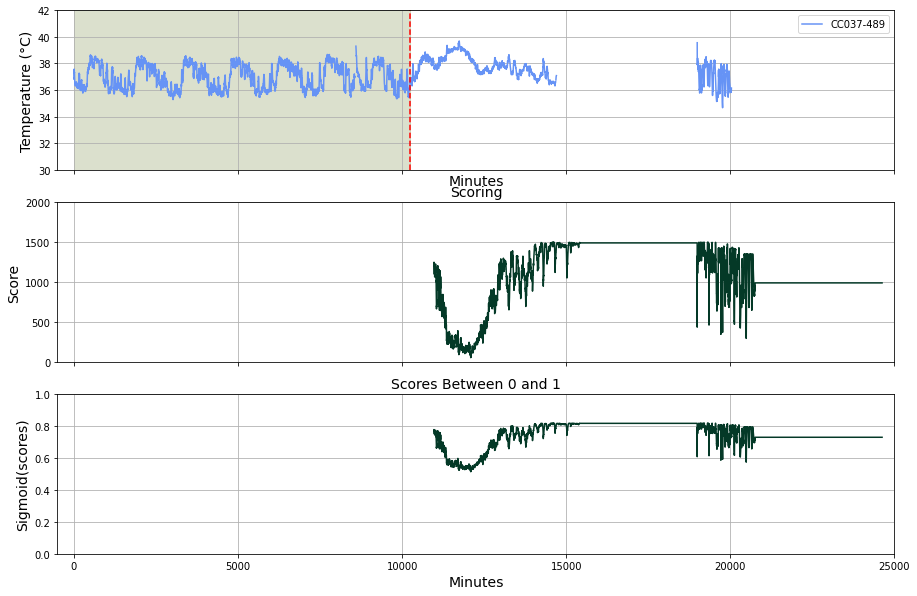 42
40
38
36
34
32
30
Temperature (°C)
CC037-489
Minutes
Scoring
2000
1500
1000
500
0
Score
Scores Between 0 and 1
1.0
0.8
0.6
0.4
0.2
0.0
Sigmoid(scores)
0 5000 10000 15000 20000 25000
Minutes